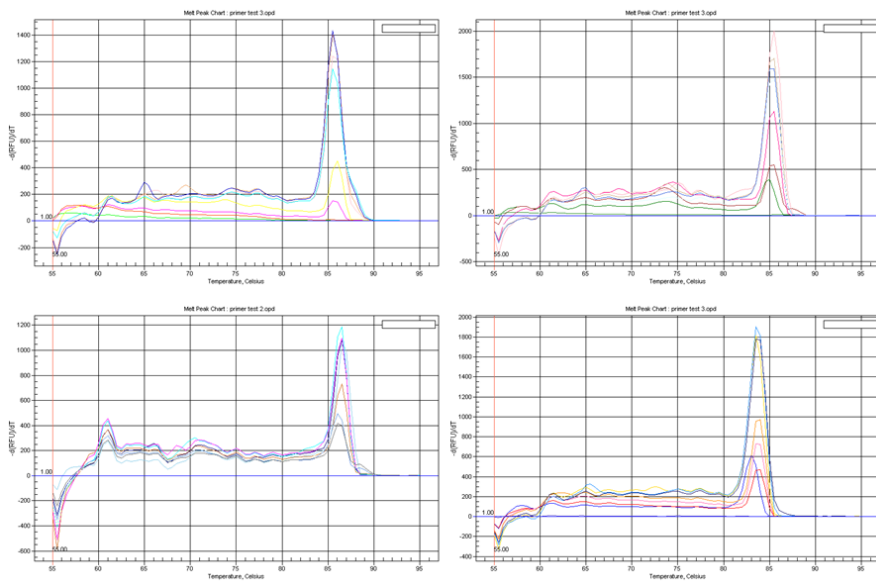 Melt Peak Chart : primer test 3.opd
-d(RFU)/dT
1400
1200
1000
800
600
400
200
0
-200
1.00
55.00
55 60 65 70 75 80 85 90 95
Temperature, Celsius
Melt Peak Chart : primer test 3.opd
-d(RFU)/dT
2000
1500
1000
500
0
-500
1.00
55.00
55 60 65 70 75 80 85 90 95
Temperature, Celsius
Melt Peak Chart : primer test 2.opd
-d(RFU)/dT
1200
1000
800
600
400
200
0
-200
-400
-600
1.00
55.00
55 60 65 70 75 80 85 90 95
Temperature, Celsius
Melt Peak Chart : primer test 3.opd
-d(RFU)/dT
2000
1800
1600
1400
1200
1000
800
600
400
200
0
-200
-400
1.00
55.00
55 60 65 70 75 80 85 90 95
Temperature, Celsius